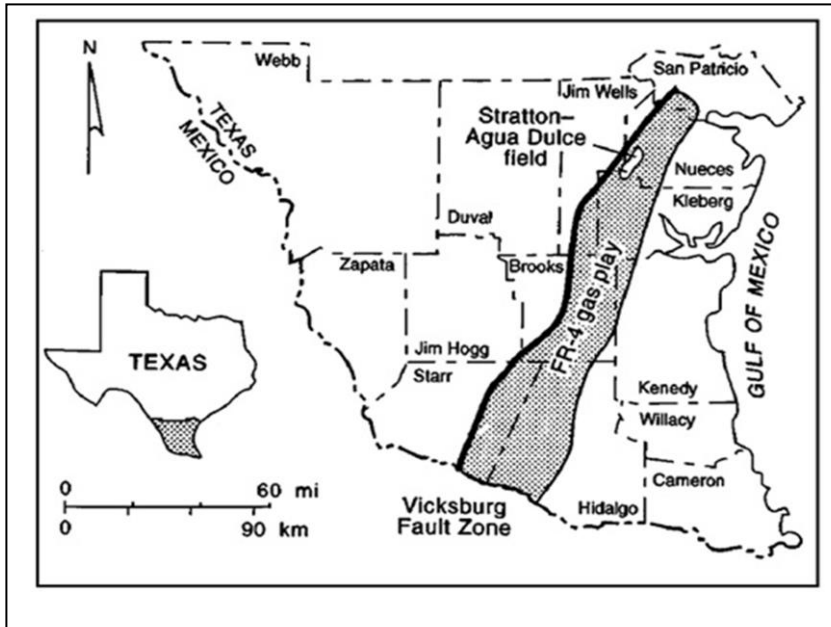 N
Webb
San Patricio
Jim Wells
TEXAS
MEXICO
Stratton–
Agua Dulce
field
Nueces
Kleberg
Duval
Zapata
Brooks
FR-4 gas play
GULF OF MEXICO
TEXAS
Jim Hogg
Starr
Kenedy
Willacy
Cameron
Hidalgo
0 60 mi
0 90 km
Vicksburg
Fault Zone